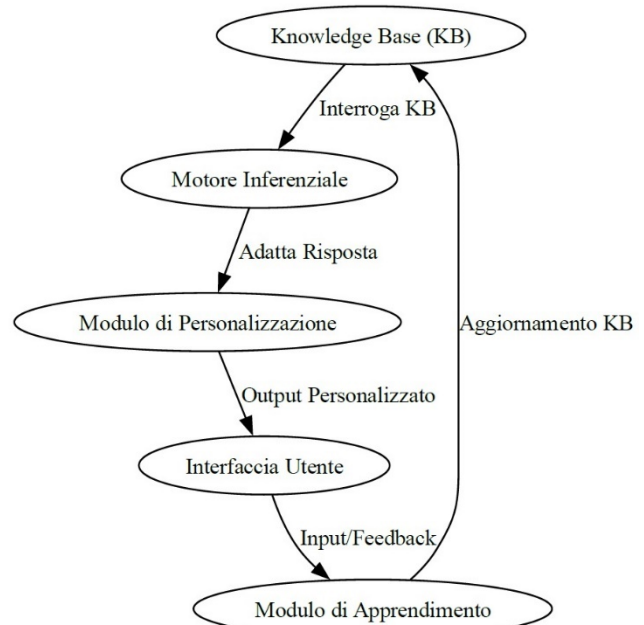 Knowledge Base (KB)
Interroga KB
Motore Inferenziale
Adatta Risposta
Modulo di Personalizzazione
Aggiornamento KB
Output Personalizzato
Interfaccia Utente
Input/Feedback
Modulo di Apprendimento